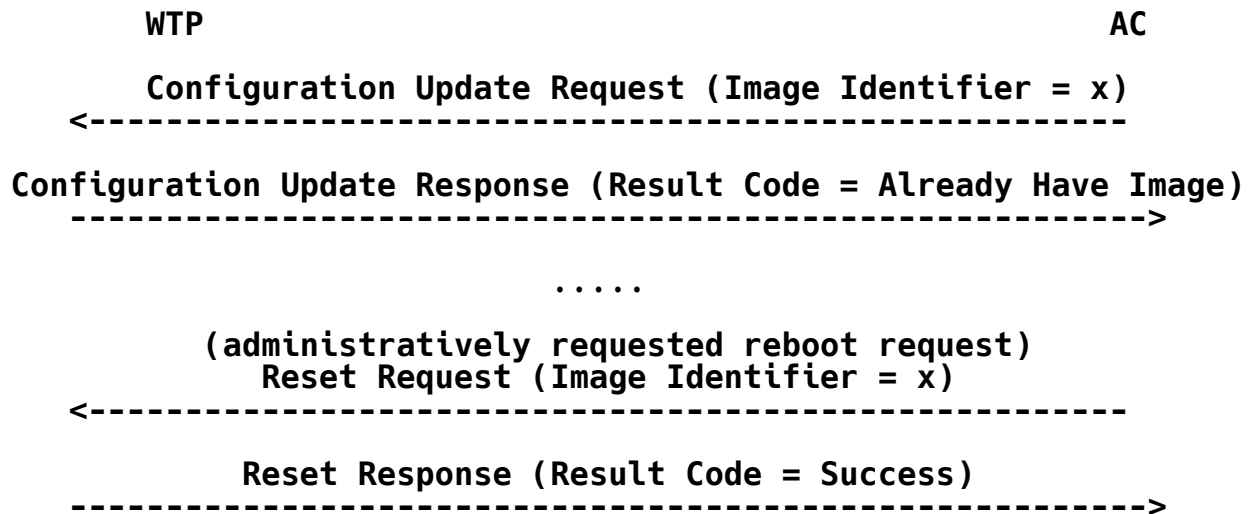 WTP AC
Configuration Update Request (Image Identifier = x)
<-------------------------------------------------------
Configuration Update Response (Result Code = Already Have Image)
--------------------------------------------------------->
.....
(administratively requested reboot request)
Reset Request (Image Identifier = x)
<-------------------------------------------------------
Reset Response (Result Code = Success)
--------------------------------------------------------->